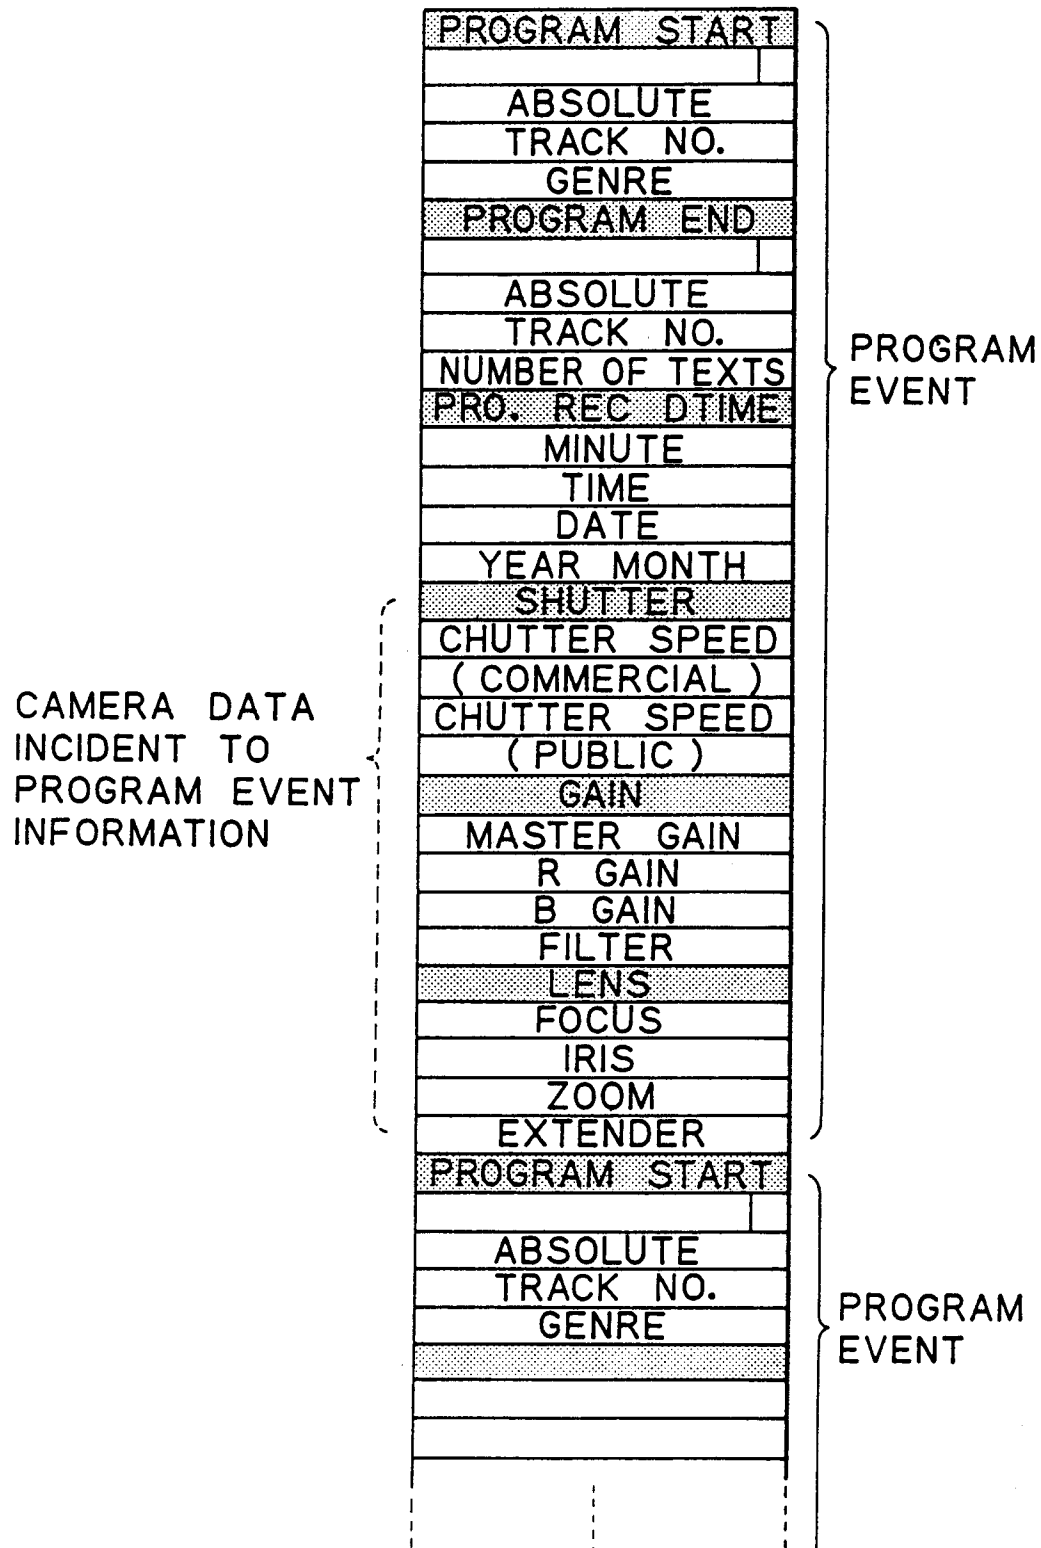 PROGRAM START
ABSOLUTE
TRACK NO.
GENRE
PROGRAM END
ABSOLUTE
TRACK NO.
NUMBER OF TEXTS
PRO. REC DTIME
MINUTE
TIME
DATE
YEAR MONTH
SHUTTER
CHUTTER SPEED
(COMMERCIAL)
CHUTTER SPEED
(PUBLIC)
GAIN
MASTER GAIN
R GAIN
B GAIN
FILTER
LENS
FOCUS
IRIS
ZOOM
EXTENDER
PROGRAM START
ABSOLUTE
TRACK NO.
GENRE
PROGRAM
EVENT
CAMERA DATA
INCIDENT TO
PROGRAM EVENT
INFORMATION
PROGRAM
EVENT